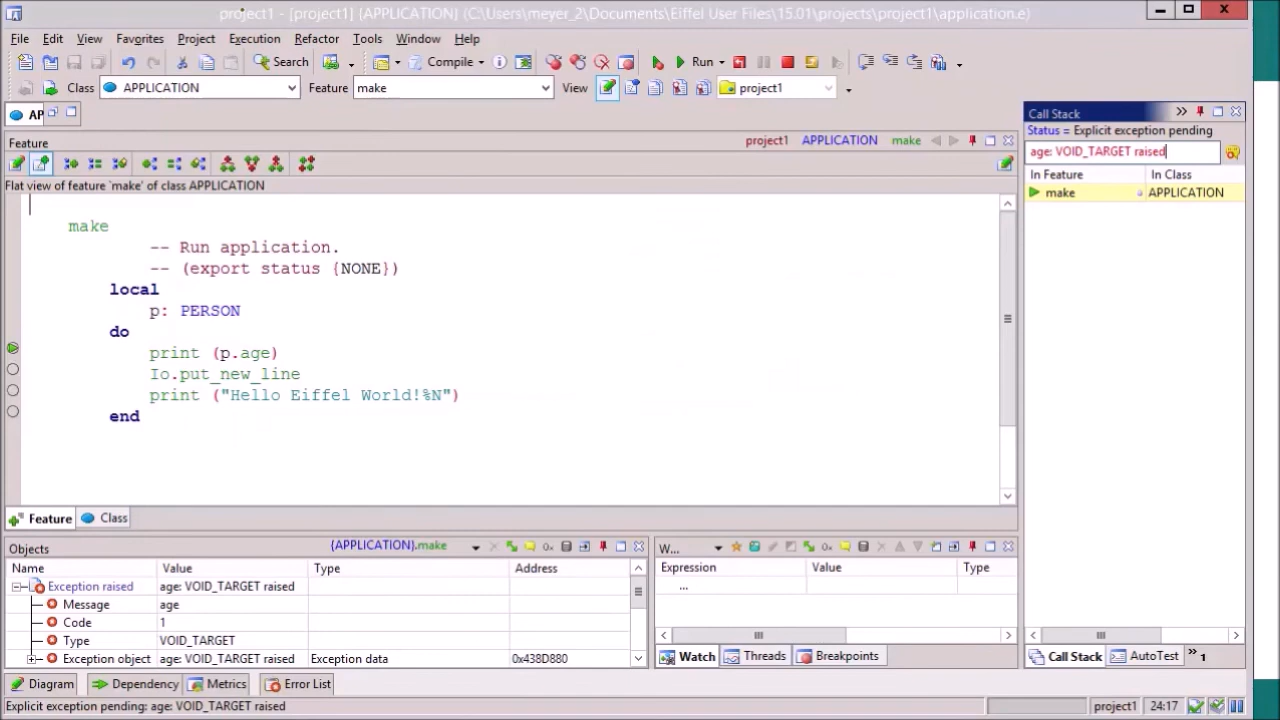 project1 - [project1] {APPLICATION} (C:\Users\meyer_2\Documents\Eiffel User Files\15.01\projects\project1\application.e)
File Edit View Favorites Project Execution Refactor Tools Window Help
Search Compile Run
Class APPLICATION Feature make View project1
AP
Call Stack
Status = Explicit exception pending
Feature project1 APPLICATION make
age: VOID_TARGET raised
In Feature In Class
make APPLICATION
Flat view of feature `make' of class APPLICATION
make
-- Run application.
-- (export status {NONE})
local
p: PERSON
do
print (p.age)
Io.put_new_line
print ("Hello Eiffel World!%N")
end
Feature Class
Objects {APPLICATION}.make
Name Value Type Address
Exception raised age: VOID_TARGET raised
Message age
Code 1
Type VOID_TARGET
Exception object age: VOID_TARGET raised Exception data 0x438D880
W...
Expression Value Type
...
Watch Threads Breakpoints
Call Stack AutoTest 1
Diagram Dependency Metrics Error List
Explicit exception pending: age: VOID_TARGET raised project1 24:17